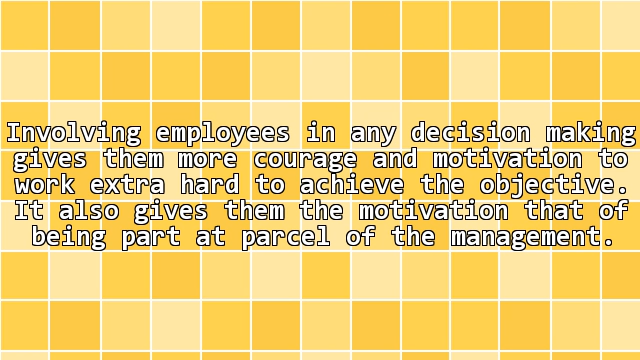 Involving employees in any decision making
gives them more courage and motivation to
work extra hard to achieve the objective.
It also gives them the motivation that of
being part at parcel of the management.